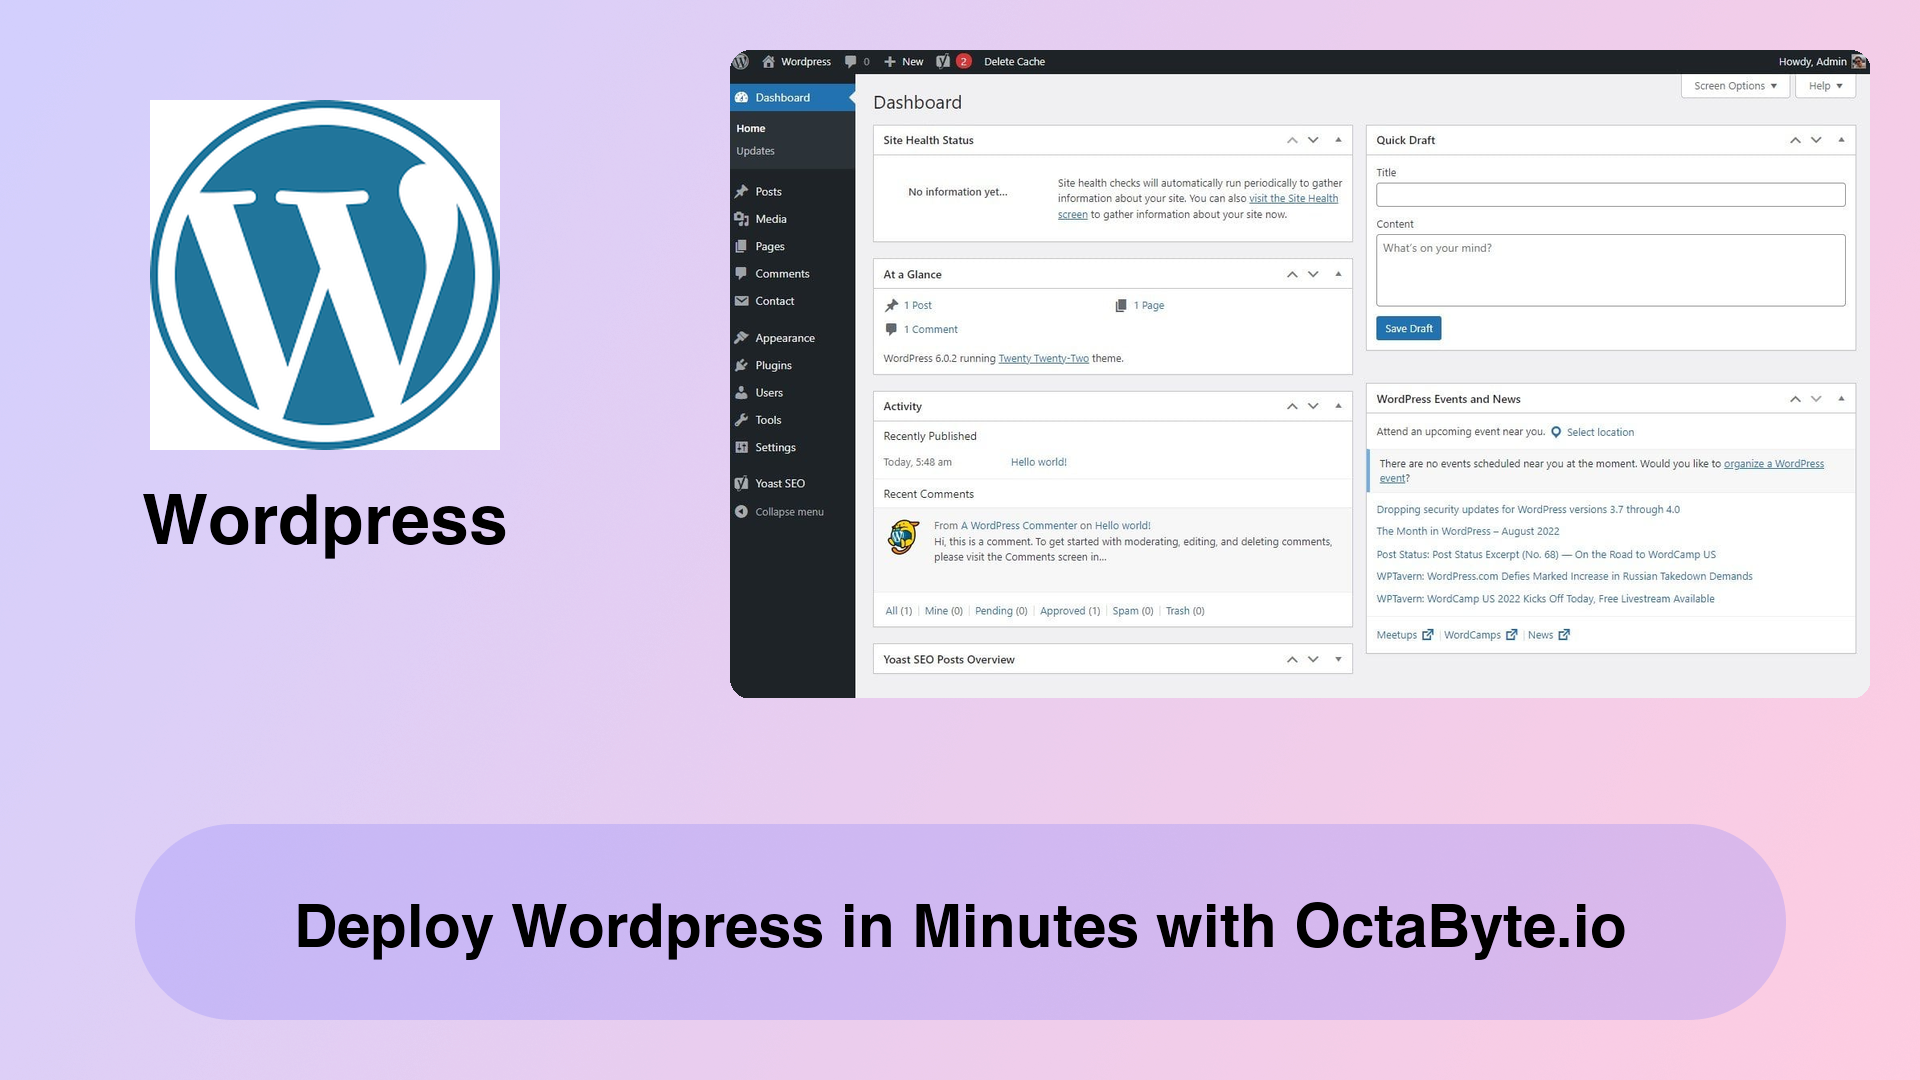 Wordpress
Wordpress 0 New 2 Delete Cache Howdy, Admin
Dashboard
Home
Updates
Posts
Media
Pages
Comments
Contact
Appearance
Plugins
Users
Tools
Settings
Yoast SEO
Collapse menu
Screen Options Help
Dashboard
Site Health Status
No information yet...
Site health checks will automatically run periodically to gather
information about your site. You can also visit the Site Health
screen to gather information about your site now.
At a Glance
1 Post 1 Page
1 Comment
WordPress 6.0.2 running Twenty Twenty-Two theme.
Activity
Recently Published
Today, 5:48 am Hello world!
Recent Comments
From A WordPress Commenter on Hello world!
Hi, this is a comment. To get started with moderating, editing, and deleting comments,
please visit the Comments screen in...
All (1) | Mine (0) | Pending (0) | Approved (1) | Spam (0) | Trash (0)
Yoast SEO Posts Overview
Quick Draft
Title
Content
What's on your mind?
Save Draft
WordPress Events and News
Attend an upcoming event near you. Select location
There are no events scheduled near you at the moment. Would you like to organize a WordPress
event?
Dropping security updates for WordPress versions 3.7 through 4.0
The Month in WordPress – August 2022
Post Status: Post Status Excerpt (No. 68) — On the Road to WordCamp US
WPTavern: WordPress.com Defies Marked Increase in Russian Takedown Demands
WPTavern: WordCamp US 2022 Kicks Off Today, Free Livestream Available
Meetups | WordCamps | News
Deploy Wordpress in Minutes with OctaByte.io